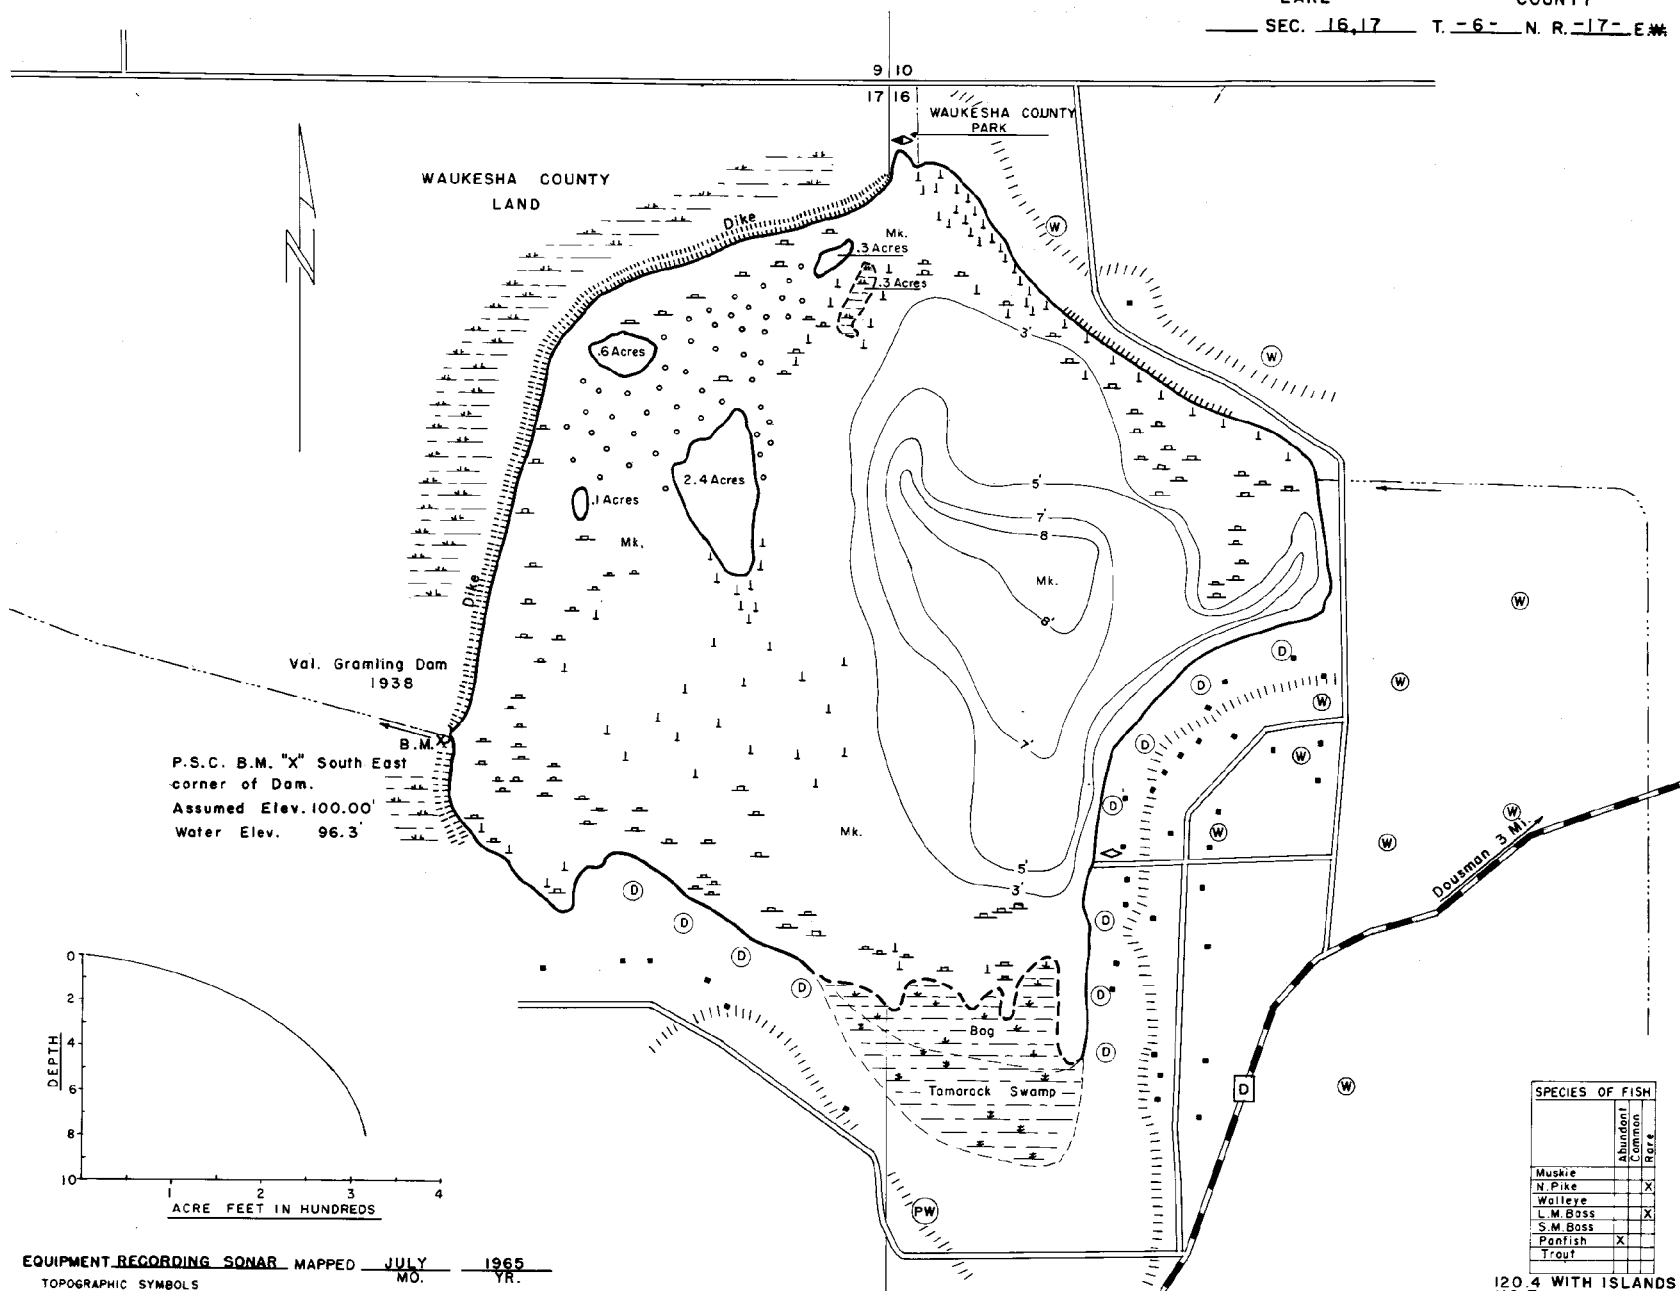 SEC. 16,17 T. -6- N. R. -17- E
9 10
17 16
WAUKESHA COUNTY
PARK
WAUKESHA COUNTY
LAND
Dike
Mk.
.3 Acres
7.3 Acres
3'
.6 Acres
2.4 Acres
.1 Acres
5'
7'
8
Mk.
Mk.
8'
Dike
Val. Gramling Dam
1938
B.M. X
P.S.C. B.M. "X" South East
corner of Dam.
Assumed Elev. 100.00'
Water Elev. 96.3'
7'
Mk.
5'
3'
W
W
W
W
W
W
W
W
W
W
D
D
D
D
D
D
D
D
D
D
D
D
Dousman 3 Mi.
Bog
Tamarack Swamp
PW
D
DEPTH
0
2
4
6
8
10
1 2 3 4
ACRE FEET IN HUNDREDS
EQUIPMENT RECORDING SONAR MAPPED JULY 1965
MO. YR.
TOPOGRAPHIC SYMBOLS
SPECIES OF FISH
Abundant
Common
Rare
Muskie
N. Pike X
Walleye
L.M. Bass X
S.M. Bass
Panfish X
Trout
120.4 WITH ISLANDS